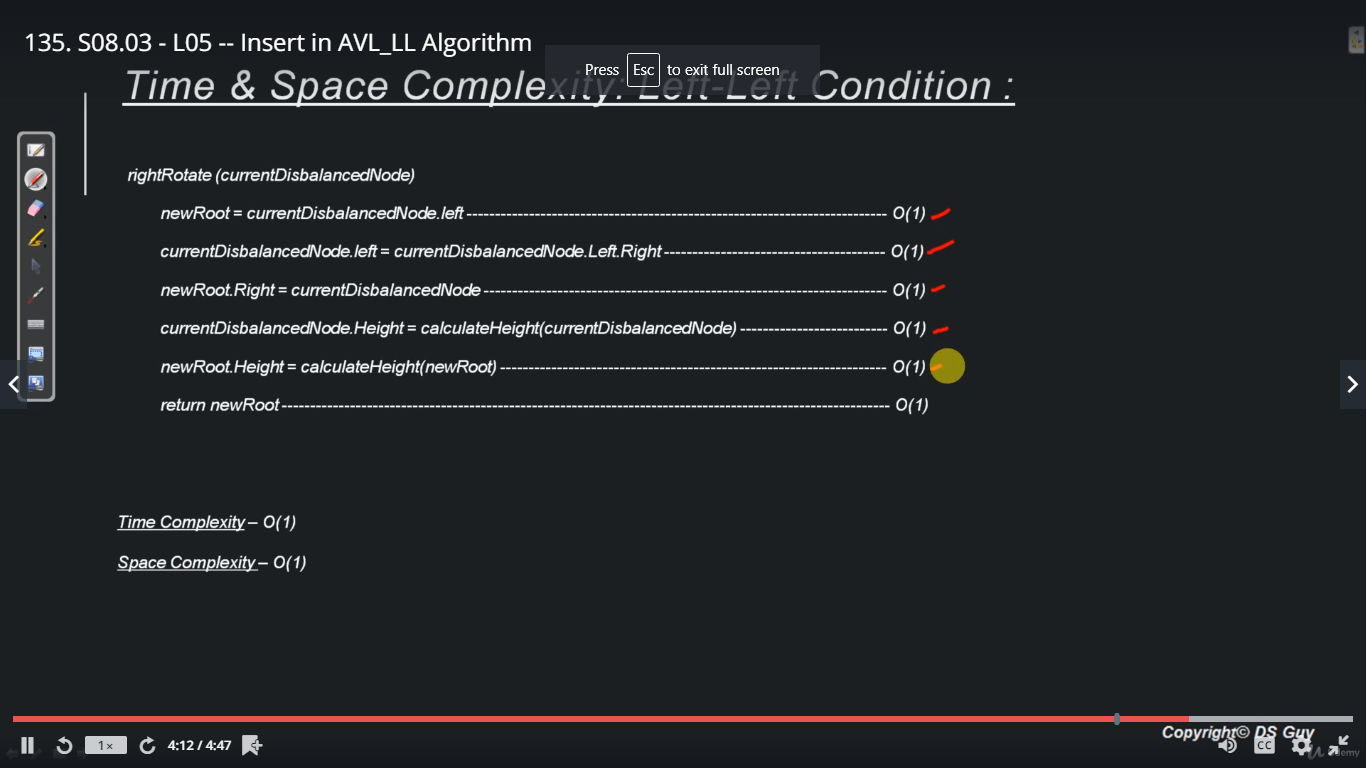 135. S08.03 - L05 -- Insert in AVL_LL Algorithm
Press Esc to exit full screen
Time & Space Complexity: Left-Left Condition :
rightRotate (currentDisbalancedNode)
newRoot = currentDisbalancedNode.left ---------------------------------------------------------------------------- O(1)
currentDisbalancedNode.left = currentDisbalancedNode.Left.Right ---------------------------------------- O(1)
newRoot.Right = currentDisbalancedNode ------------------------------------------------------------------------- O(1)
currentDisbalancedNode.Height = calculateHeight(currentDisbalancedNode) --------------------------- O(1)
newRoot.Height = calculateHeight(newRoot) ---------------------------------------------------------------------- O(1)
return newRoot -------------------------------------------------------------------------------------------------------------- O(1)
Time Complexity – O(1)
Space Complexity – O(1)
Copyright© DS Guy
1x 4:12 / 4:47 CC